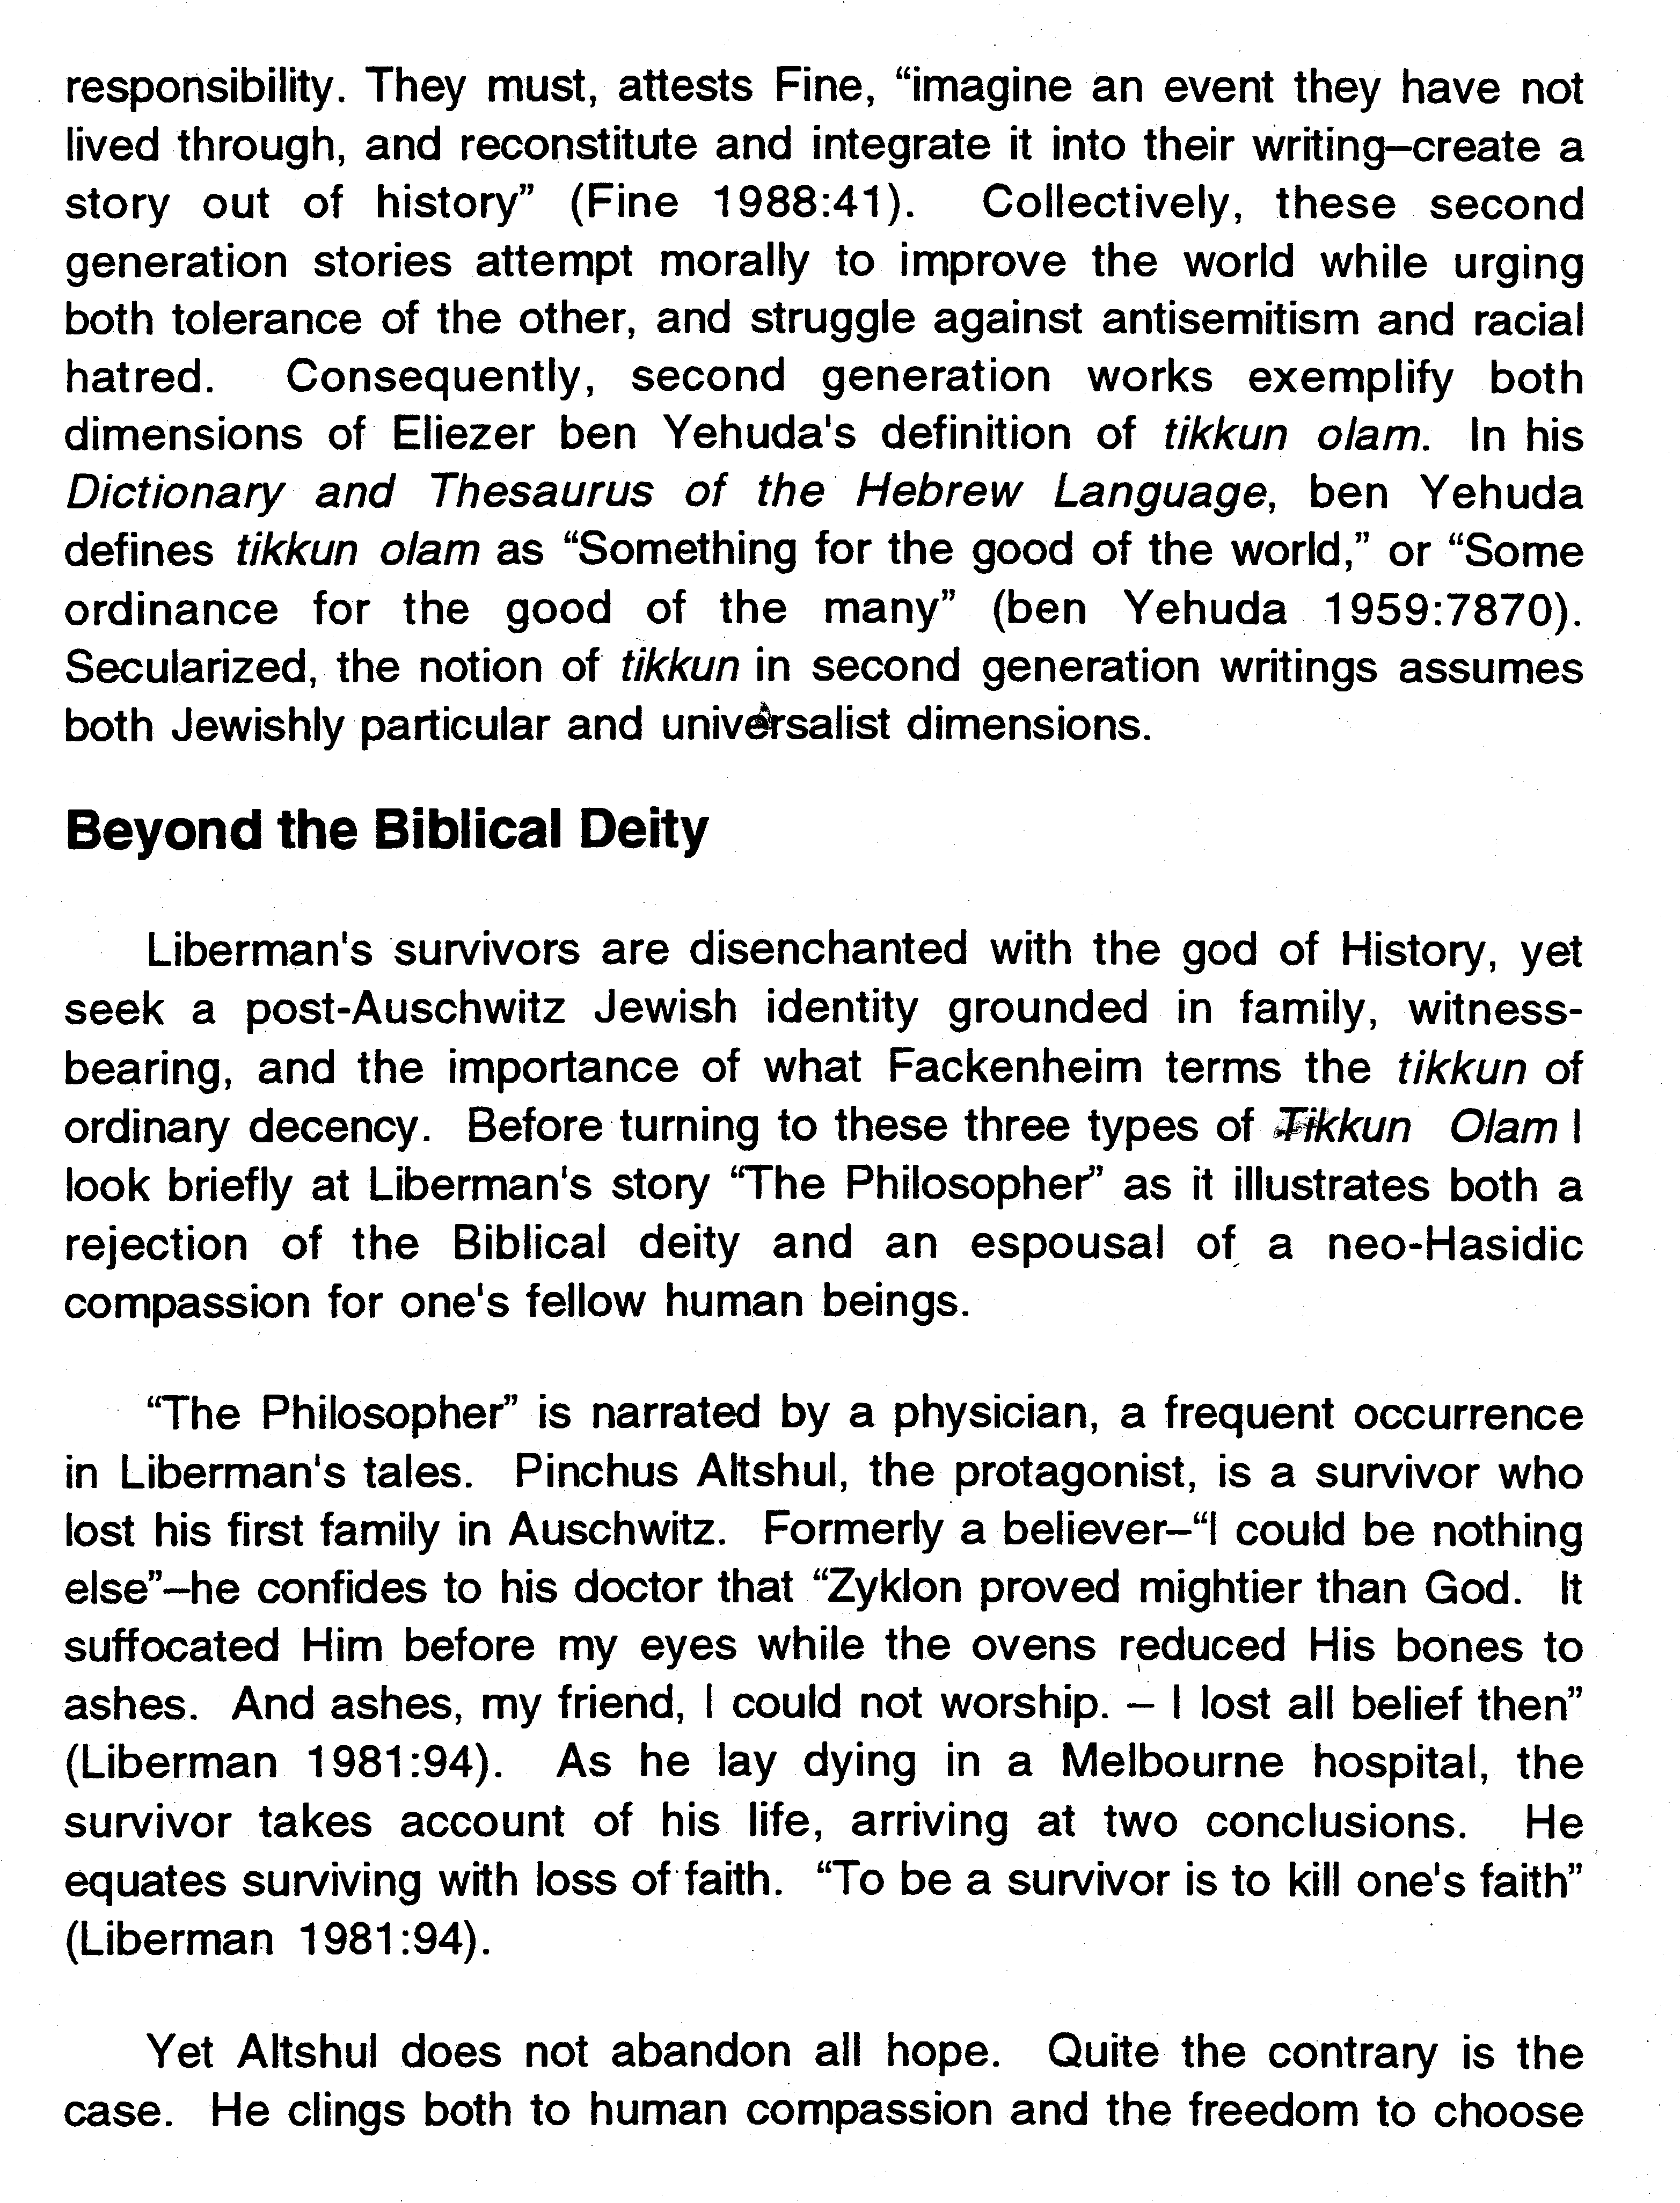 responsibility. They must, attests Fine, “imagine an event they have not
lived through, and reconstitute and integrate it into their writing–create a
story out of history” (Fine 1988:41). Collectively, these second
generation stories attempt morally to improve the world while urging
both tolerance of the other, and struggle against antisemitism and racial
hatred. Consequently, second generation works exemplify both
dimensions of Eliezer ben Yehuda's definition of tikkun olam. In his
Dictionary and Thesaurus of the Hebrew Language, ben Yehuda
defines tikkun olam as “Something for the good of the world,” or “Some
ordinance for the good of the many” (ben Yehuda 1959:7870).
Secularized, the notion of tikkun in second generation writings assumes
both Jewishly particular and universalist dimensions.
Beyond the Biblical Deity
Liberman's survivors are disenchanted with the god of History, yet
seek a post-Auschwitz Jewish identity grounded in family, witness-
bearing, and the importance of what Fackenheim terms the tikkun of
ordinary decency. Before turning to these three types of Tikkun Olam I
look briefly at Liberman's story “The Philosopher” as it illustrates both a
rejection of the Biblical deity and an espousal of a neo-Hasidic
compassion for one's fellow human beings.
“The Philosopher” is narrated by a physician, a frequent occurrence
in Liberman's tales. Pinchus Altshul, the protagonist, is a survivor who
lost his first family in Auschwitz. Formerly a believer–“I could be nothing
else”–he confides to his doctor that “Zyklon proved mightier than God. It
suffocated Him before my eyes while the ovens reduced His bones to
ashes. And ashes, my friend, I could not worship. – I lost all belief then”
(Liberman 1981:94). As he lay dying in a Melbourne hospital, the
survivor takes account of his life, arriving at two conclusions. He
equates surviving with loss of faith. “To be a survivor is to kill one's faith”
(Liberman 1981:94).
Yet Altshul does not abandon all hope. Quite the contrary is the
case. He clings both to human compassion and the freedom to choose